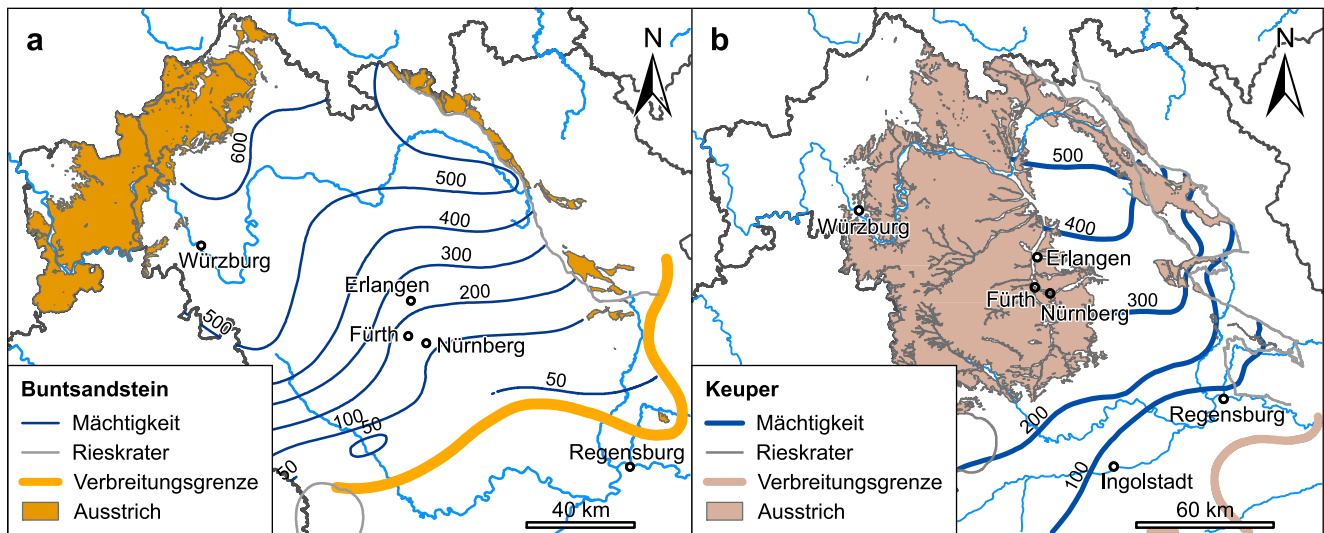 a
N
600
500
400
300
200
500
100
50
50
50
Würzburg
Erlangen
Fürth
Nürnberg
Regensburg
Buntsandstein
Mächtigkeit
Rieskrater
Verbreitungsgrenze
Ausstrich
40 km
b
N
500
400
300
200
100
Würzburg
Erlangen
Fürth
Nürnberg
Regensburg
Ingolstadt
Keuper
Mächtigkeit
Rieskrater
Verbreitungsgrenze
Ausstrich
60 km